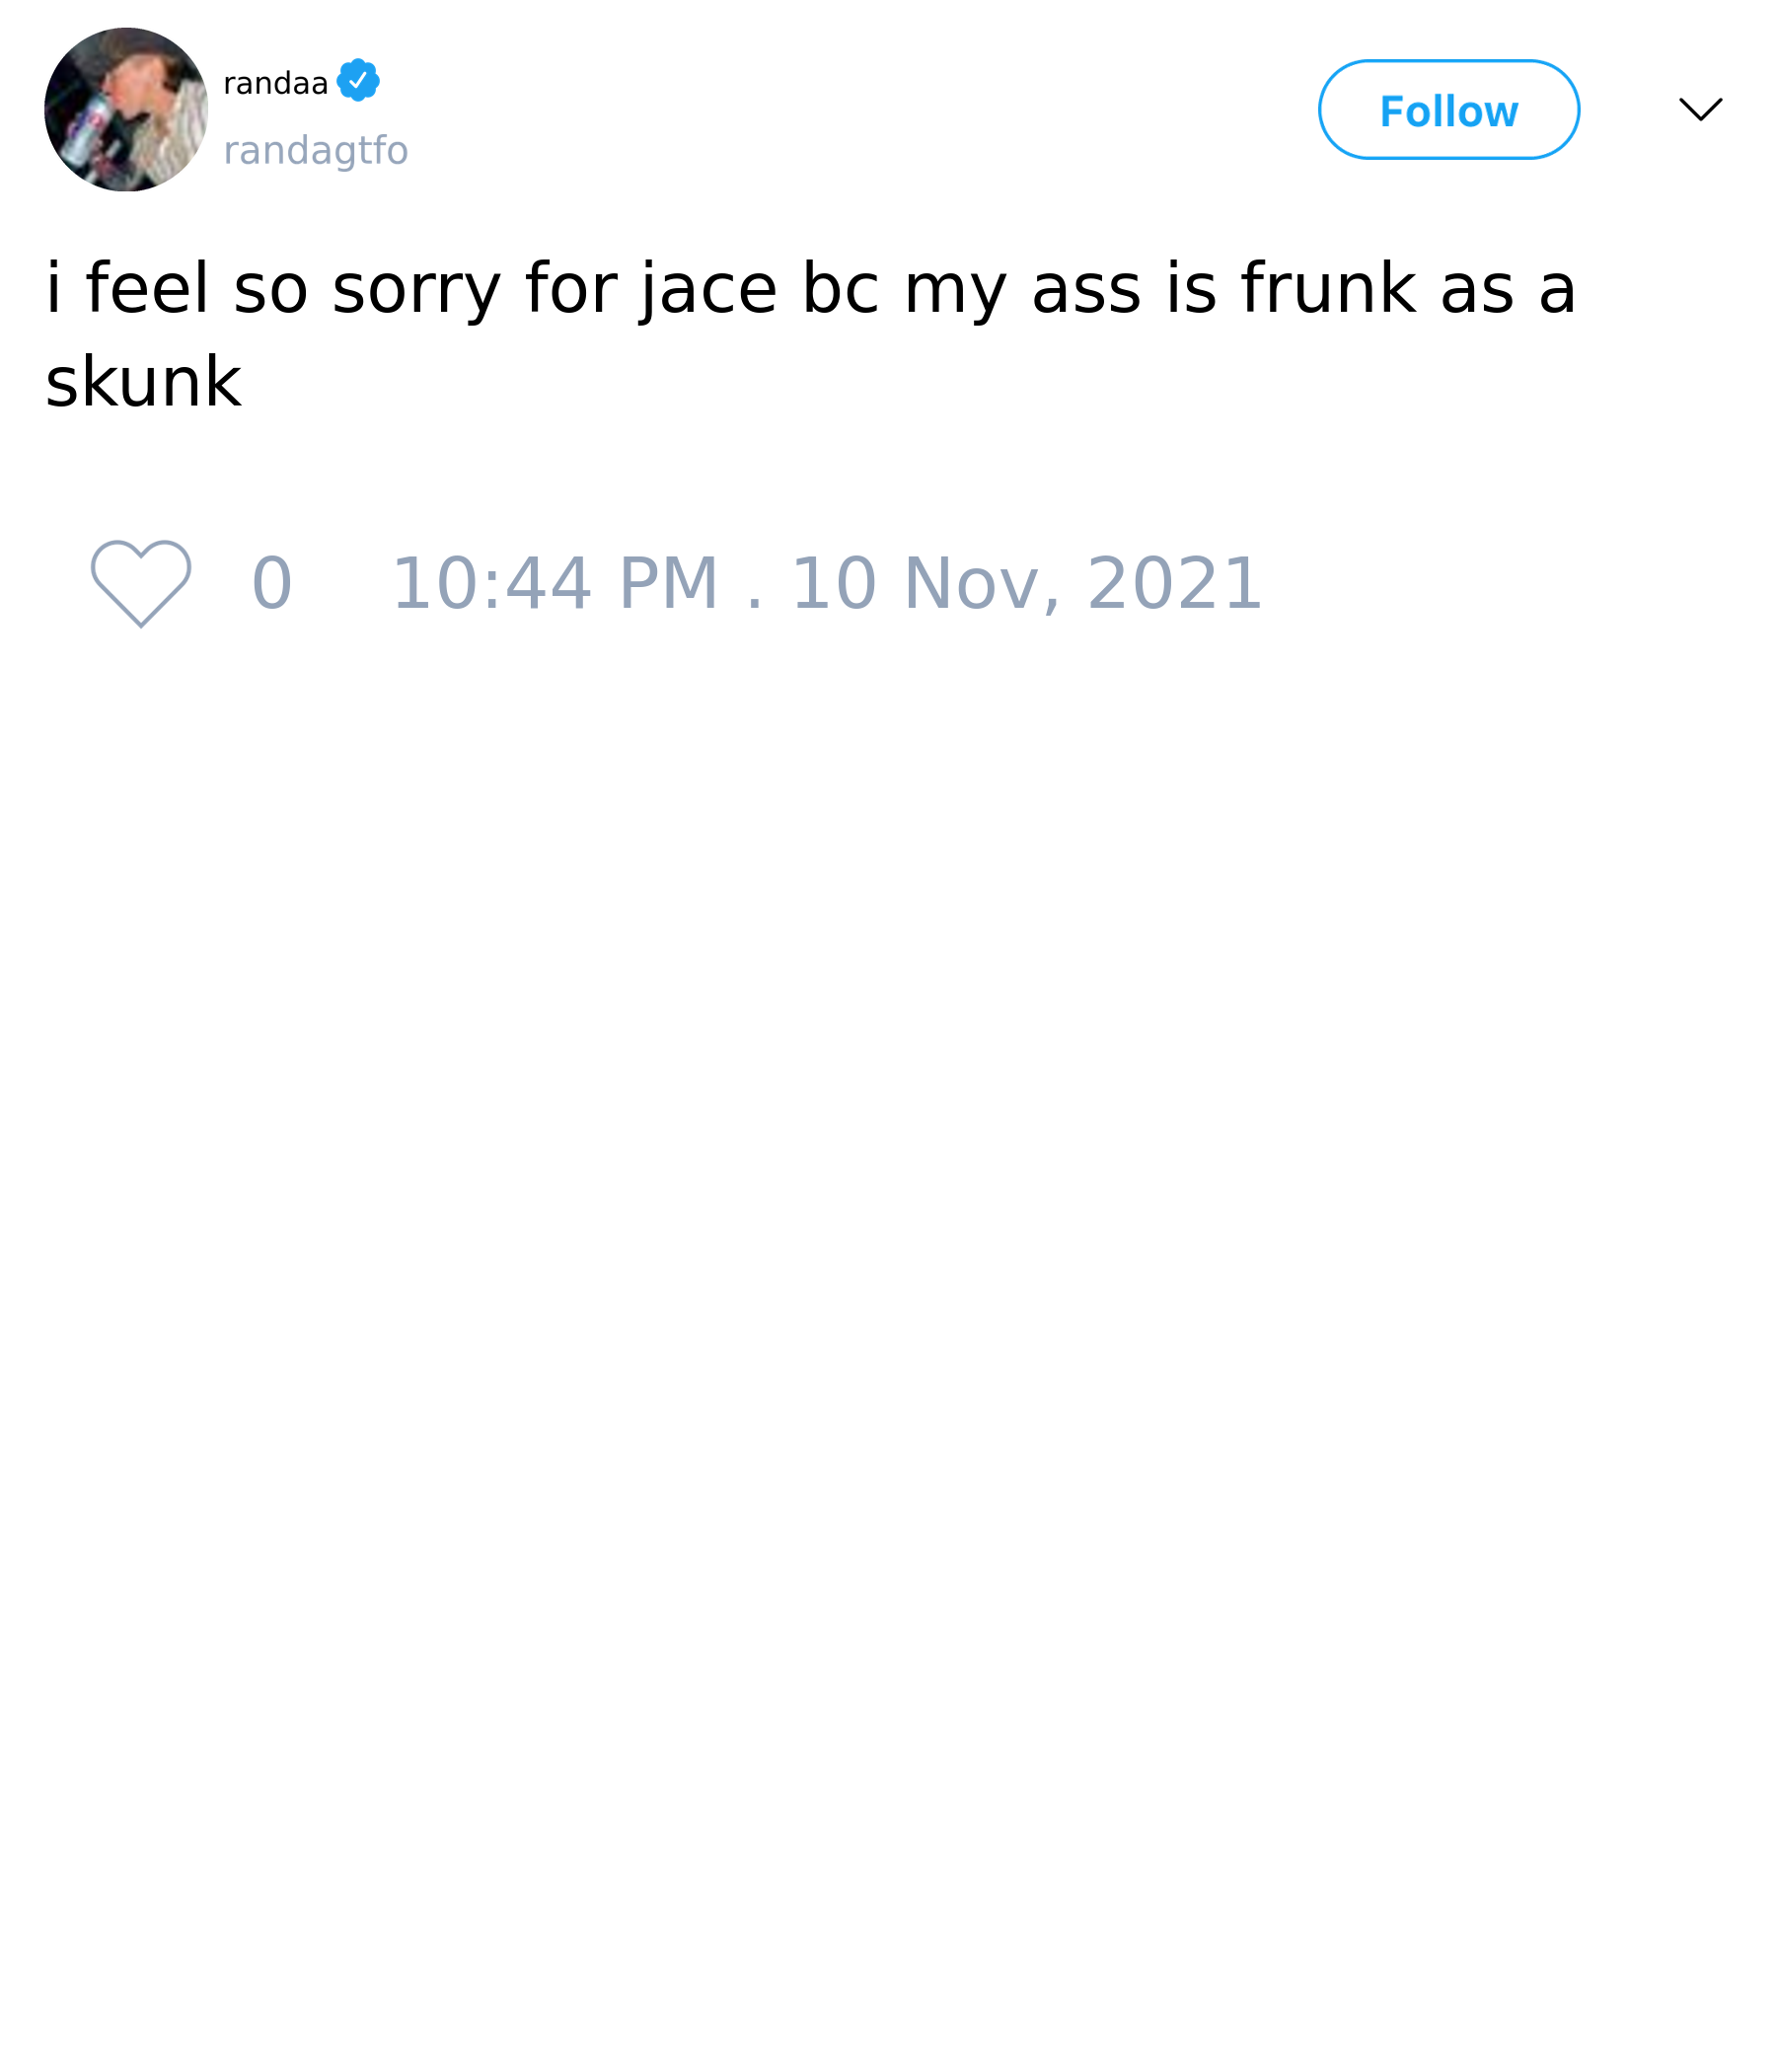 randaa
randagtfo
Follow
i feel so sorry for jace bc my ass is frunk as a
skunk
0 10:44 PM . 10 Nov, 2021